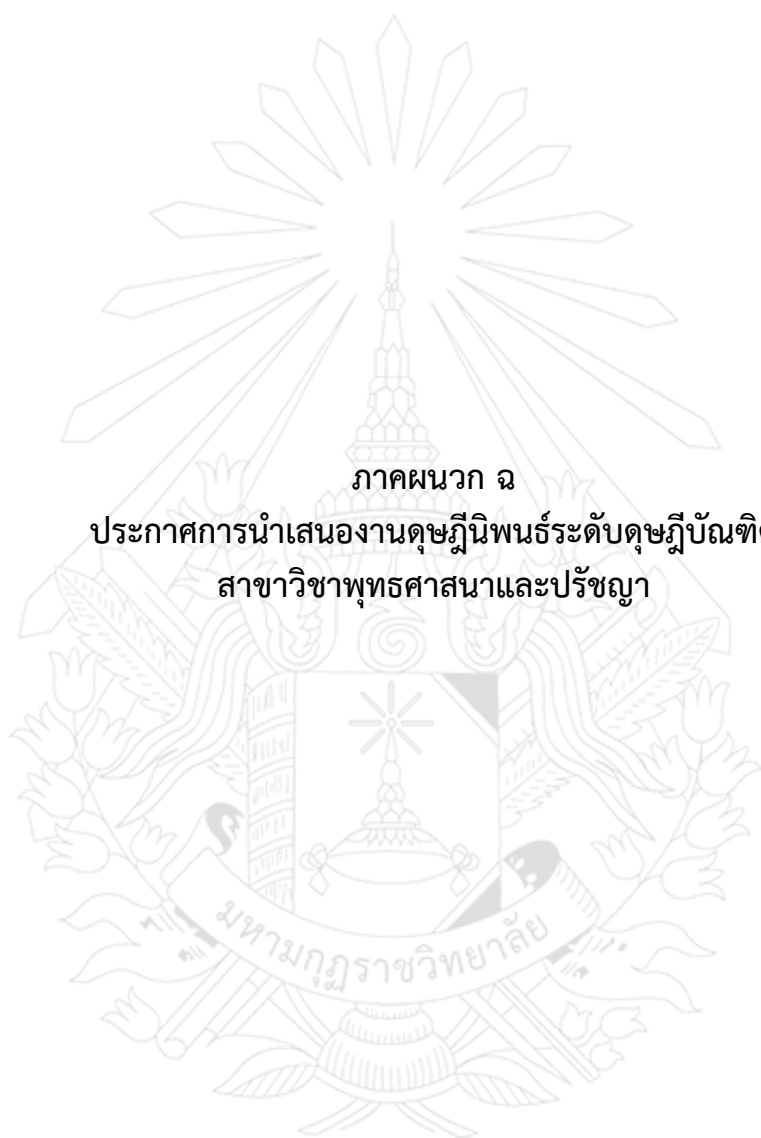 ภาคผนวก ฉ
ประกาศการนำเสนองานดุษฎีนิพนธ์ระดับดุษฎีบัณฑิต
สาขาวิชาพุทธศาสนาและปรัชญา
มหามกุฏราชวิทยาลัย